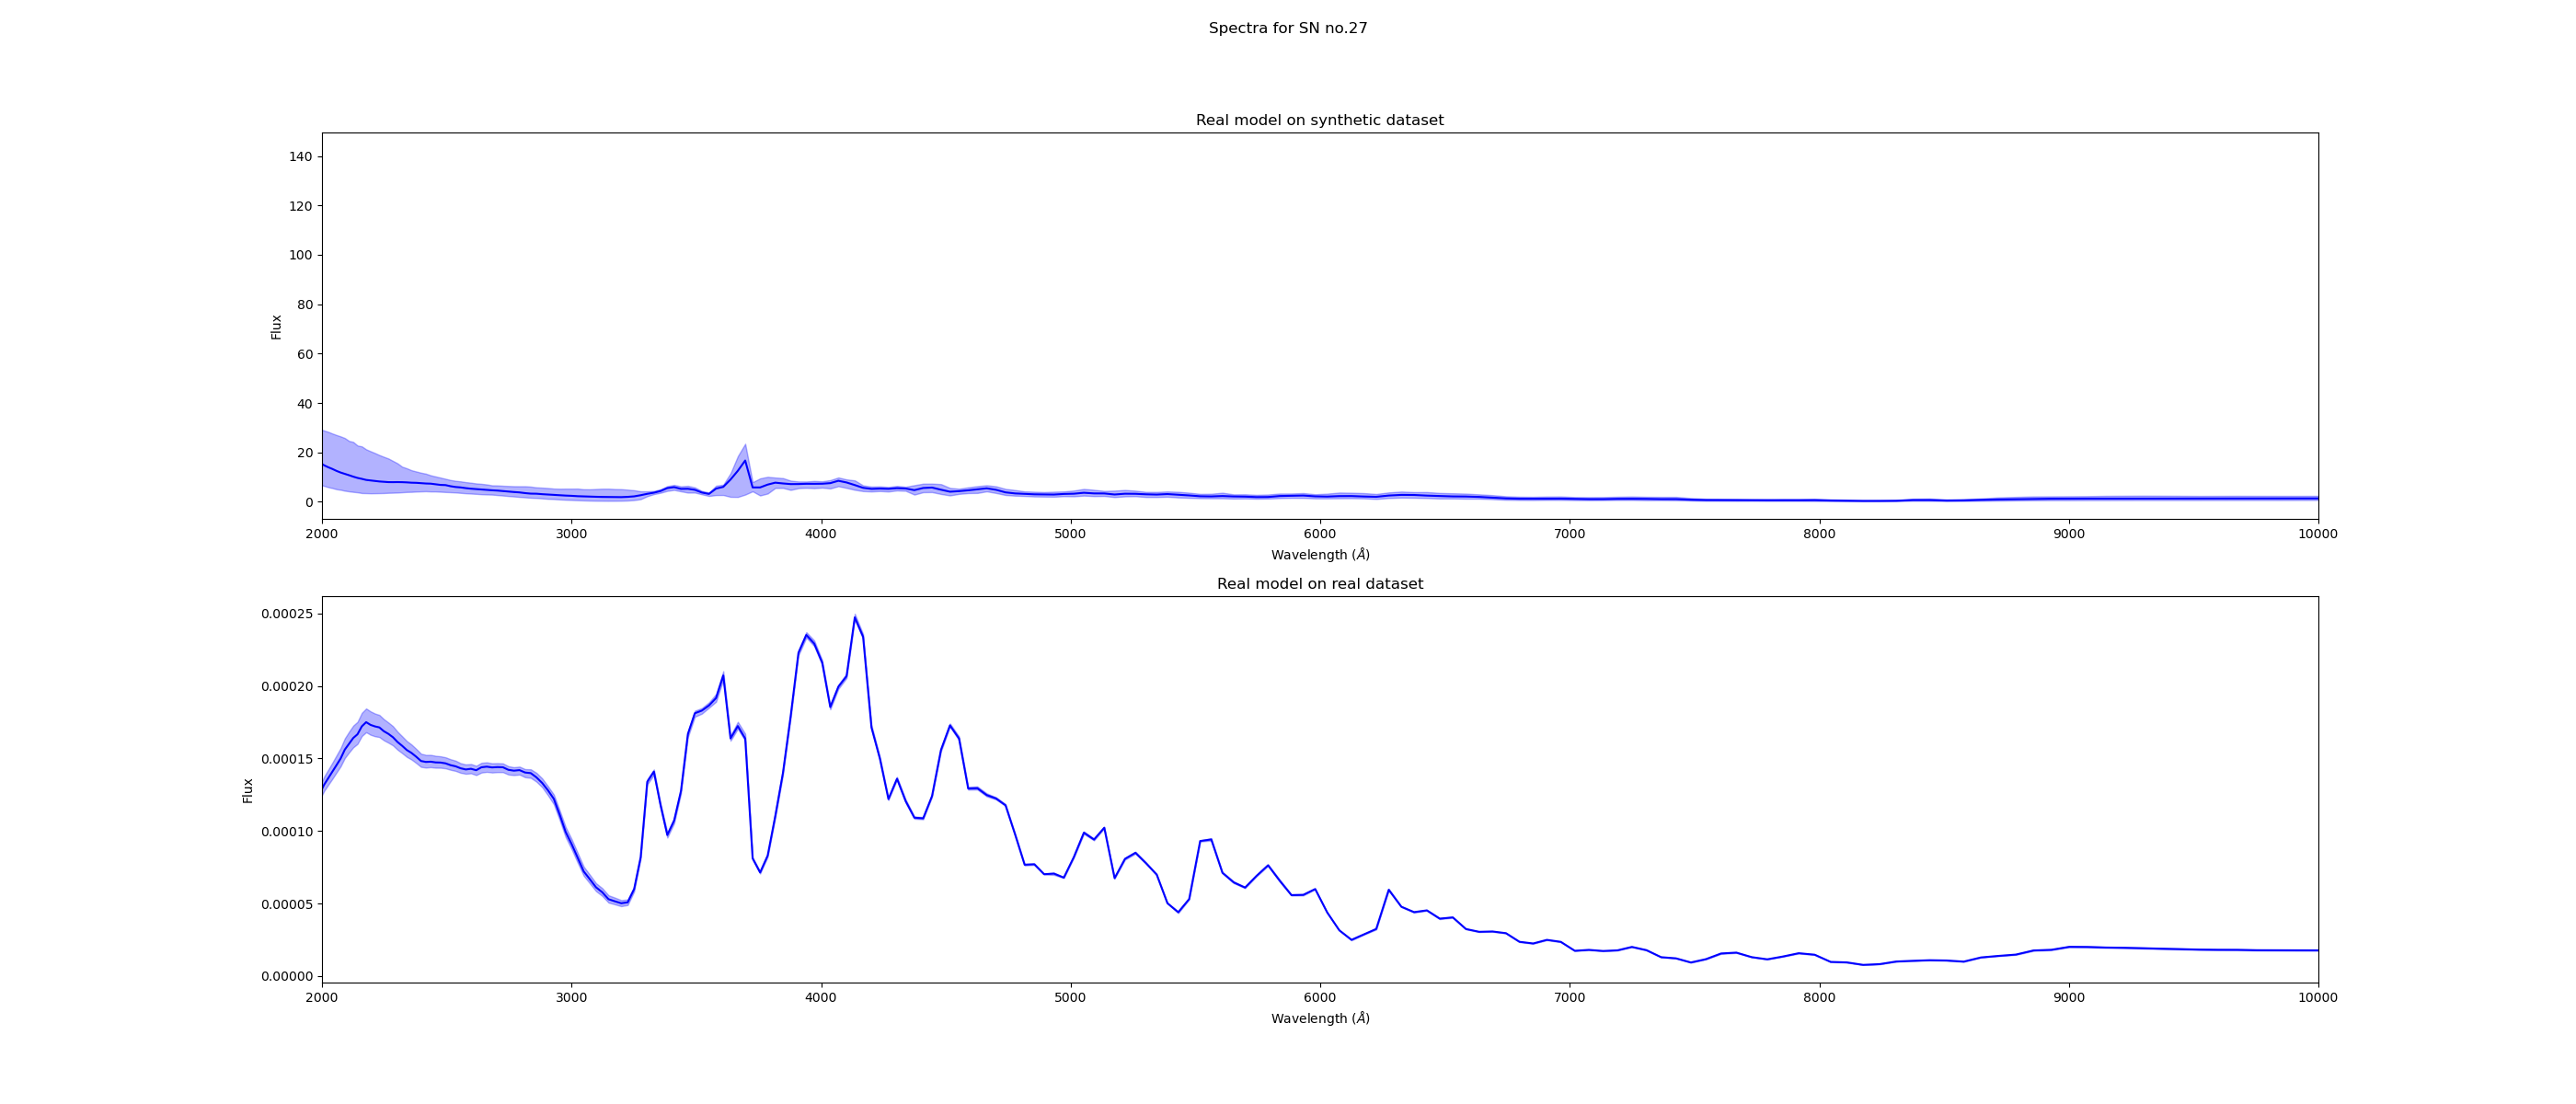 Spectra for SN no.27
Real model on synthetic dataset
140
120
100
80
60
40
20
0
Flux
2000 3000 4000 5000 6000 7000 8000 9000 10000
Wavelength (Å)
Real model on real dataset
0.00025
0.00020
0.00015
0.00010
0.00005
0.00000
Flux
2000 3000 4000 5000 6000 7000 8000 9000 10000
Wavelength (Å)